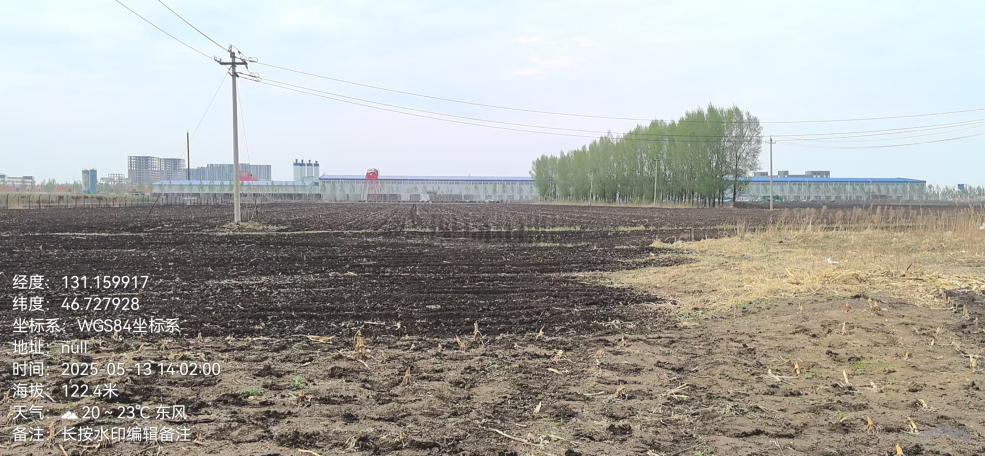 经度：131.159917
纬度：46.727928
坐标系：WGS84坐标系
地址：null
时间：2025-05-13 14:02:00
海拔：122.4米
天气：20~23℃ 东风
备注：长按水印编辑备注